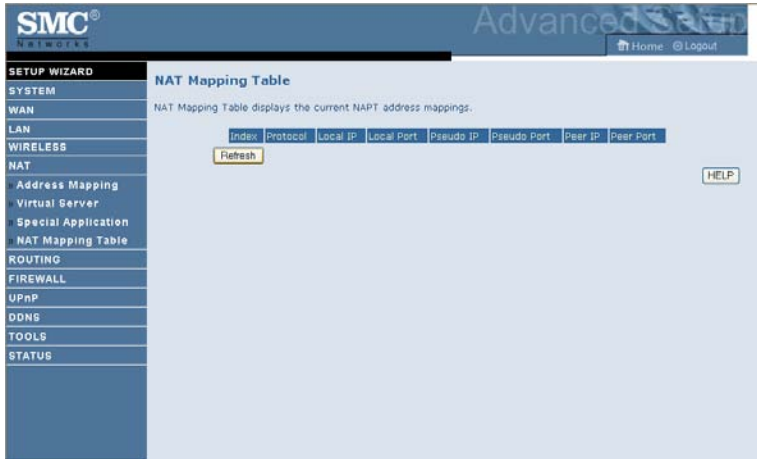 SMC®
Networks
Advanced Setup
Home Logout
SETUP WIZARD
SYSTEM
WAN
LAN
WIRELESS
NAT
» Address Mapping
» Virtual Server
» Special Application
» NAT Mapping Table
ROUTING
FIREWALL
UPnP
DDNS
TOOLS
STATUS
NAT Mapping Table
NAT Mapping Table displays the current NAPT address mappings.
Index Protocol Local IP Local Port Pseudo IP Pseudo Port Peer IP Peer Port
Refresh
HELP